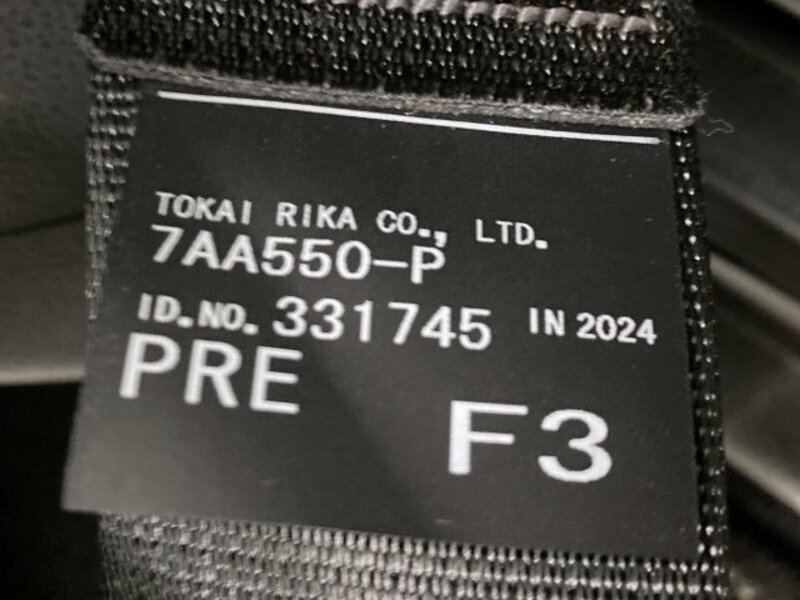 TOKAI RIKA CO., LTD.
7AA550-P
ID.NO. 331745 IN 2024
PRE
F3